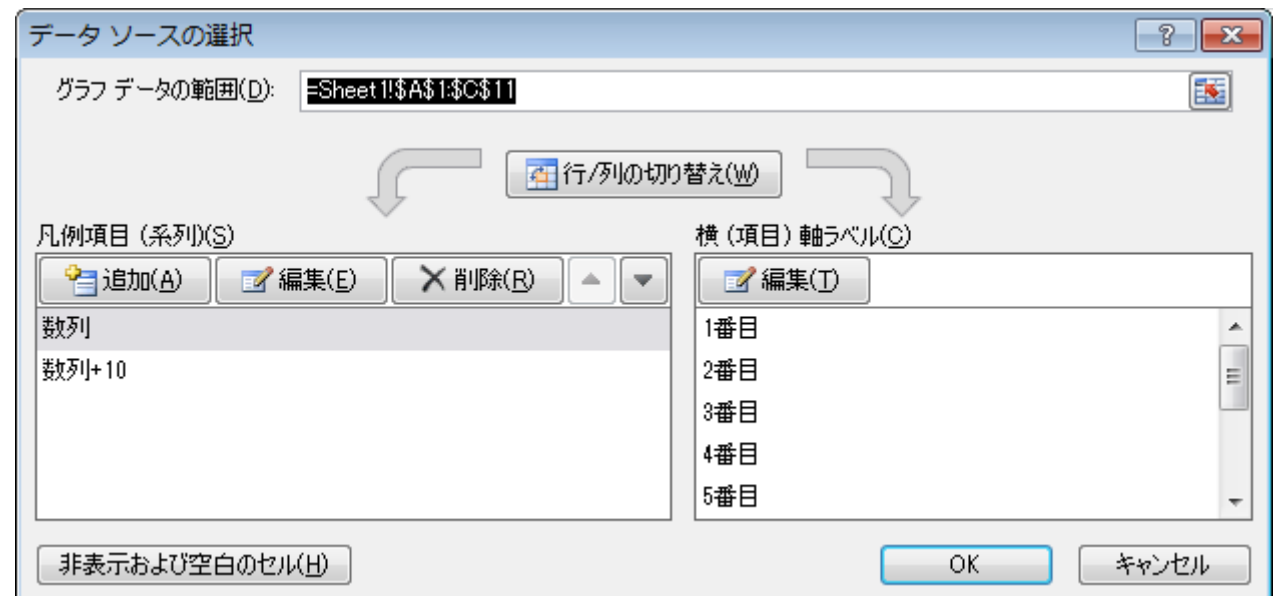 データ ソースの選択
グラフ データの範囲(D): =Sheet1!$A$1:$C$11
行/列の切り替え(W)
凡例項目 (系列)(S)
追加(A) 編集(E) 削除(R)
数列
数列+10
横 (項目) 軸ラベル(C)
編集(T)
1番目
2番目
3番目
4番目
5番目
非表示および空白のセル(H)
OK キャンセル